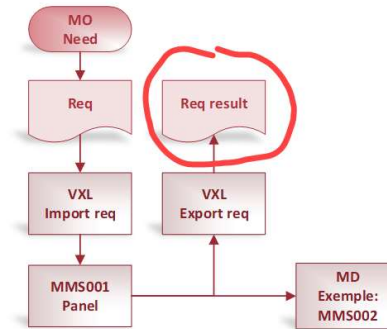 MO
Need
Req
Req result
VXL
Import req
VXL
Export req
MMS001
Panel
MD
Exemple:
MMS002